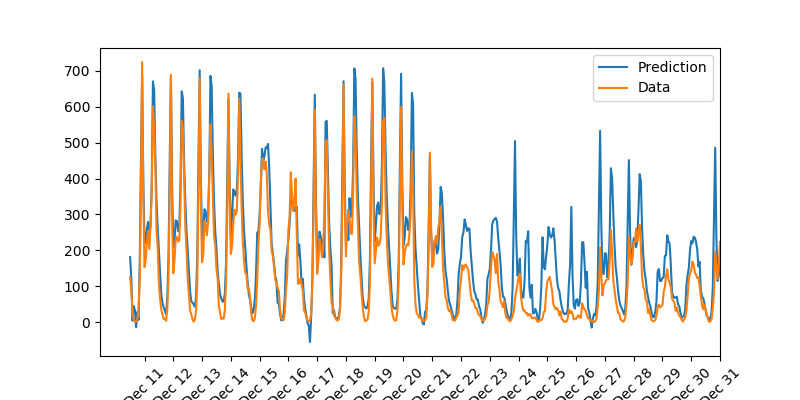 Prediction
Data
700
600
500
400
300
200
100
0
Dec 11
Dec 12
Dec 13
Dec 14
Dec 15
Dec 16
Dec 17
Dec 18
Dec 19
Dec 20
Dec 21
Dec 22
Dec 23
Dec 24
Dec 25
Dec 26
Dec 27
Dec 28
Dec 29
Dec 30
Dec 31